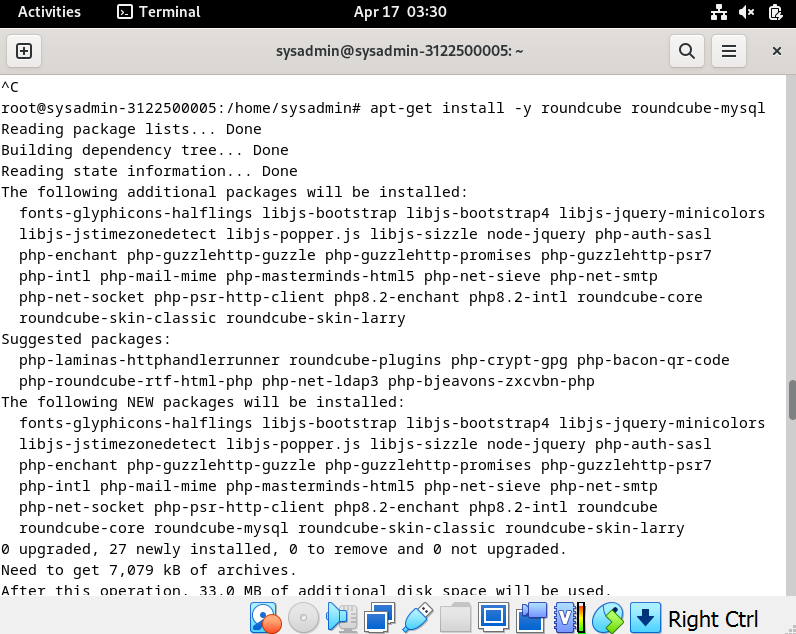 Activities Terminal Apr 17 03:30
sysadmin@sysadmin-3122500005: ~
^C
root@sysadmin-3122500005:/home/sysadmin# apt-get install -y roundcube roundcube-mysql
Reading package lists... Done
Building dependency tree... Done
Reading state information... Done
The following additional packages will be installed:
  fonts-glyphicons-halflings libjs-bootstrap libjs-bootstrap4 libjs-jquery-minicolors
  libjs-jstimezonedetect libjs-popper.js libjs-sizzle node-jquery php-auth-sasl
  php-enchant php-guzzlehttp-guzzle php-guzzlehttp-promises php-guzzlehttp-psr7
  php-intl php-mail-mime php-masterminds-html5 php-net-sieve php-net-smtp
  php-net-socket php-psr-http-client php8.2-enchant php8.2-intl roundcube-core
  roundcube-skin-classic roundcube-skin-larry
Suggested packages:
  php-laminas-httphandlerrunner roundcube-plugins php-crypt-gpg php-bacon-qr-code
  php-roundcube-rtf-html-php php-net-ldap3 php-bjeavons-zxcvbn-php
The following NEW packages will be installed:
  fonts-glyphicons-halflings libjs-bootstrap libjs-bootstrap4 libjs-jquery-minicolors
  libjs-jstimezonedetect libjs-popper.js libjs-sizzle node-jquery php-auth-sasl
  php-enchant php-guzzlehttp-guzzle php-guzzlehttp-promises php-guzzlehttp-psr7
  php-intl php-mail-mime php-masterminds-html5 php-net-sieve php-net-smtp
  php-net-socket php-psr-http-client php8.2-enchant php8.2-intl roundcube
  roundcube-core roundcube-mysql roundcube-skin-classic roundcube-skin-larry
0 upgraded, 27 newly installed, 0 to remove and 0 not upgraded.
Need to get 7,079 kB of archives.
After this operation, 33.0 MB of additional disk space will be used.
Right Ctrl